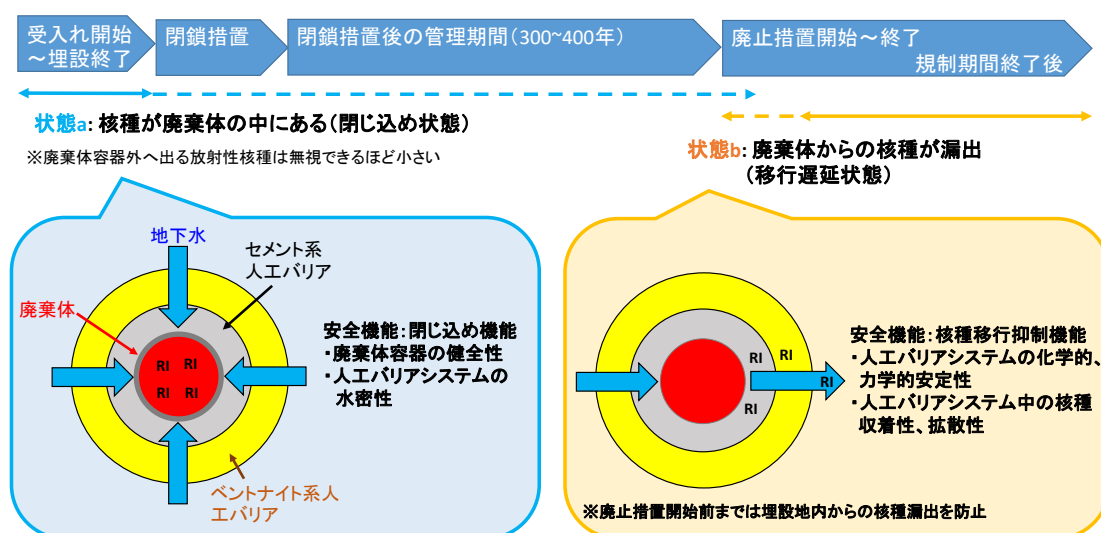 受入れ開始
～埋設終了
閉鎖措置
閉鎖措置後の管理期間(300~400年)
廃止措置開始～終了
規制期間終了後
状態a: 核種が廃棄体の中にある(閉じ込め状態)
※廃棄体容器外へ出る放射性核種は無視できるほど小さい
状態b: 廃棄体からの核種が漏出
(移行遅延状態)
地下水
セメント系
人工バリア
廃棄体
RI RI
RI RI
安全機能：閉じ込め機能
・廃棄体容器の健全性
・人工バリアシステムの
水密性
ベントナイト系人
工バリア
RI RI
RI
RI
安全機能：核種移行抑制機能
・人工バリアシステムの化学的、
力学的安定性
・人工バリアシステム中の核種
収着性、拡散性
※廃止措置開始前までは埋設地内からの核種漏出を防止